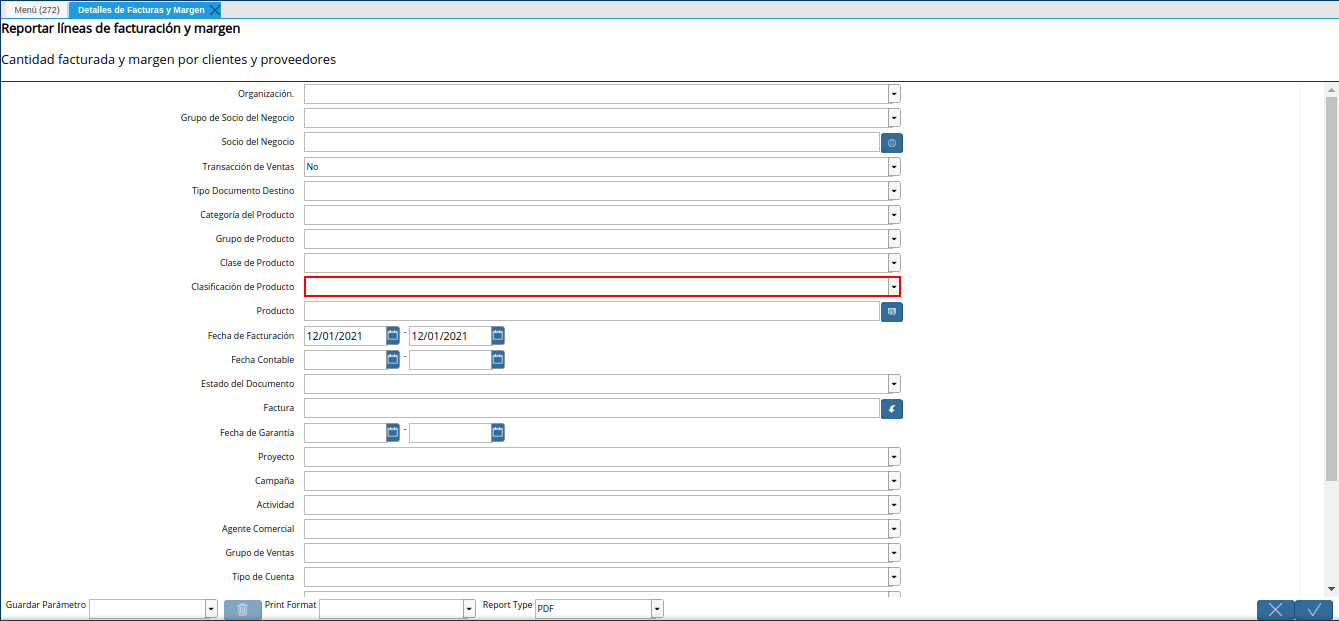 Menú (272) Detalles de Facturas y Margen
Reportar líneas de facturación y margen
Cantidad facturada y margen por clientes y proveedores
Organización.
Grupo de Socio del Negocio
Socio del Negocio
Transacción de Ventas No
Tipo Documento Destino
Categoría del Producto
Grupo de Producto
Clase de Producto
Clasificación de Producto
Producto
Fecha de Facturación 12/01/2021 - 12/01/2021
Fecha Contable -
Estado del Documento
Factura
Fecha de Garantía -
Proyecto
Campaña
Actividad
Agente Comercial
Grupo de Ventas
Tipo de Cuenta
Guardar Parámetro Print Format Report Type PDF